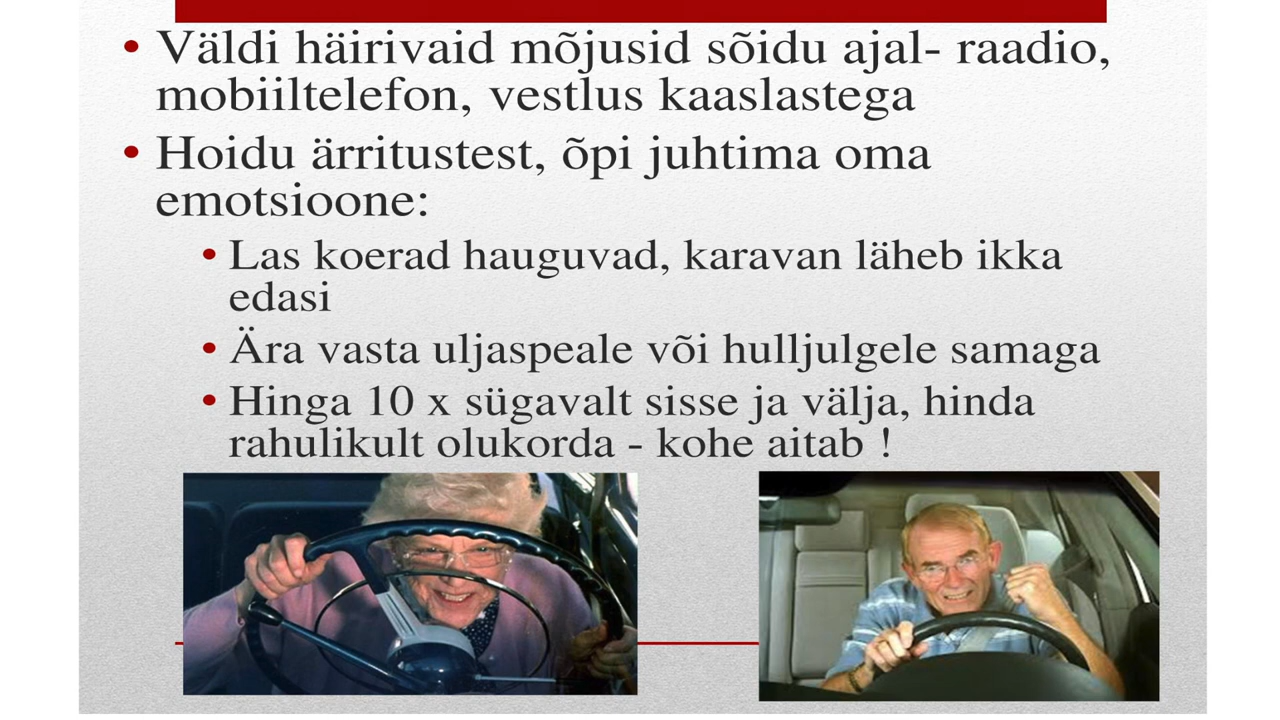 • Väldi häirivaid mõjusid sõidu ajal- raadio,
mobiiltelefon, vestlus kaaslastega
• Hoidu ärritustest, õpi juhtima oma
emotsioone:
• Las koerad hauguvad, karavan läheb ikka
edasi
• Ära vasta uljaspeale või hulljulgele samaga
• Hinga 10 x sügavalt sisse ja välja, hinda
rahulikult olukorda - kohe aitab !